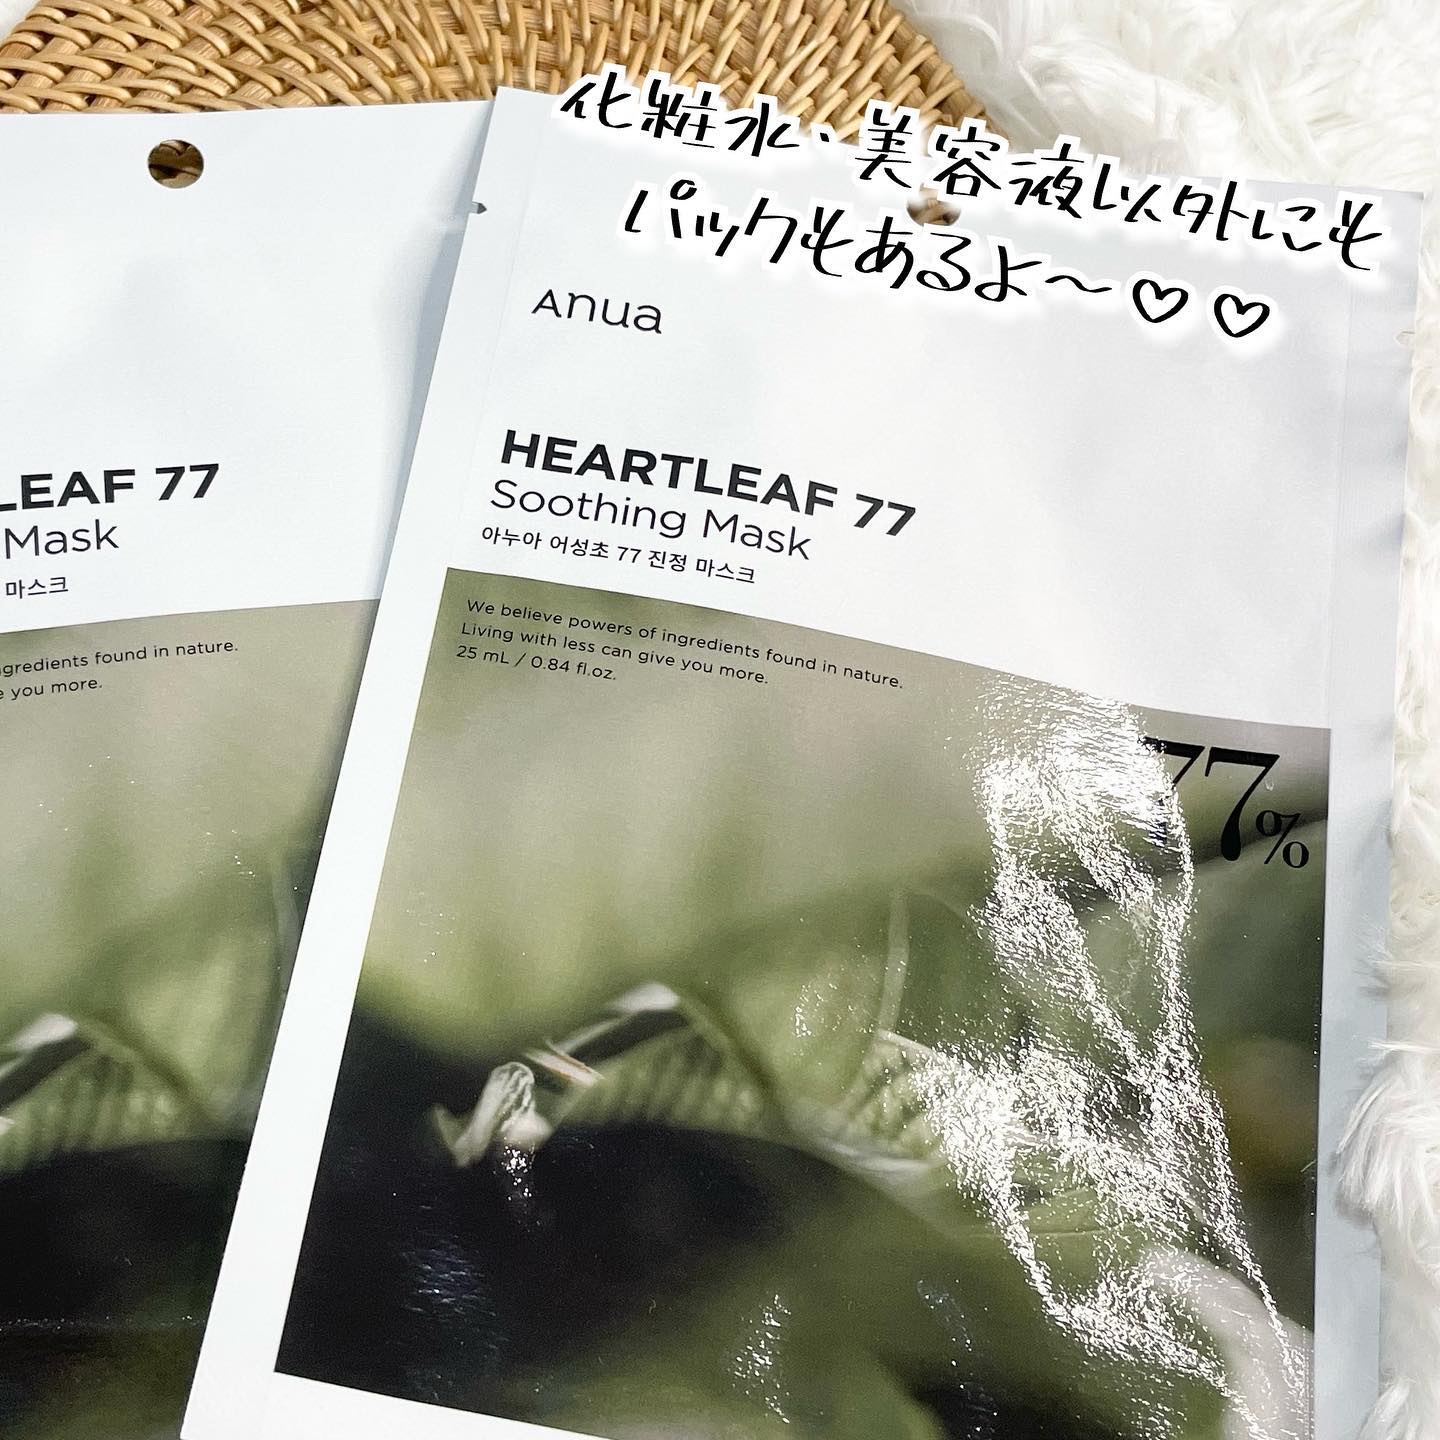 化粧水、美容液以外にも
パックもあるよ～♡♡
Anua
HEARTLEAF 77
Soothing Mask
아누아 어성초 77 진정 마스크
We believe powers of ingredients found in nature.
Living with less can give you more.
25 mL / 0.84 fl.oz.
77%
LEAF 77
Mask
마스크
ngredients found in nature.
e you more.